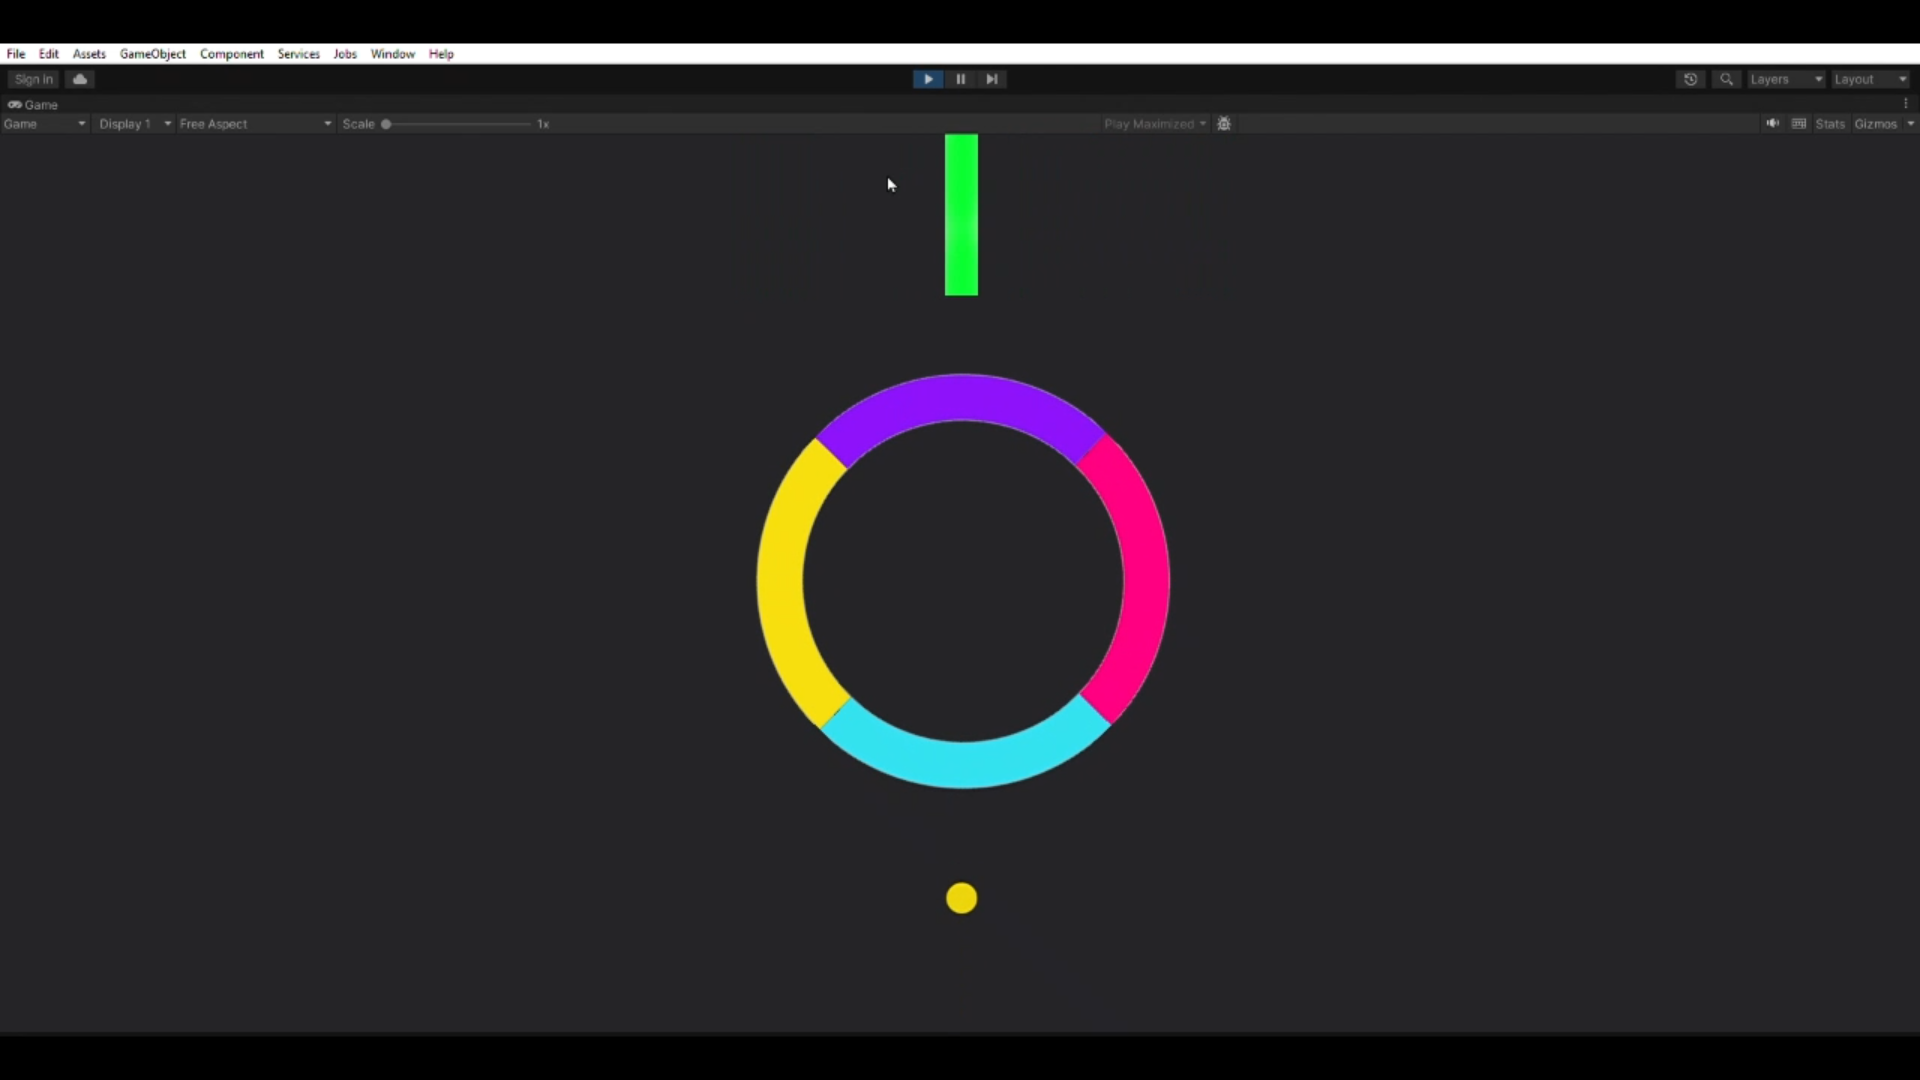 File Edit Assets GameObject Component Services Jobs Window Help
Sign in Layers Layout
Game
Game Display 1 Free Aspect Scale 1x Play Maximized Stats Gizmos